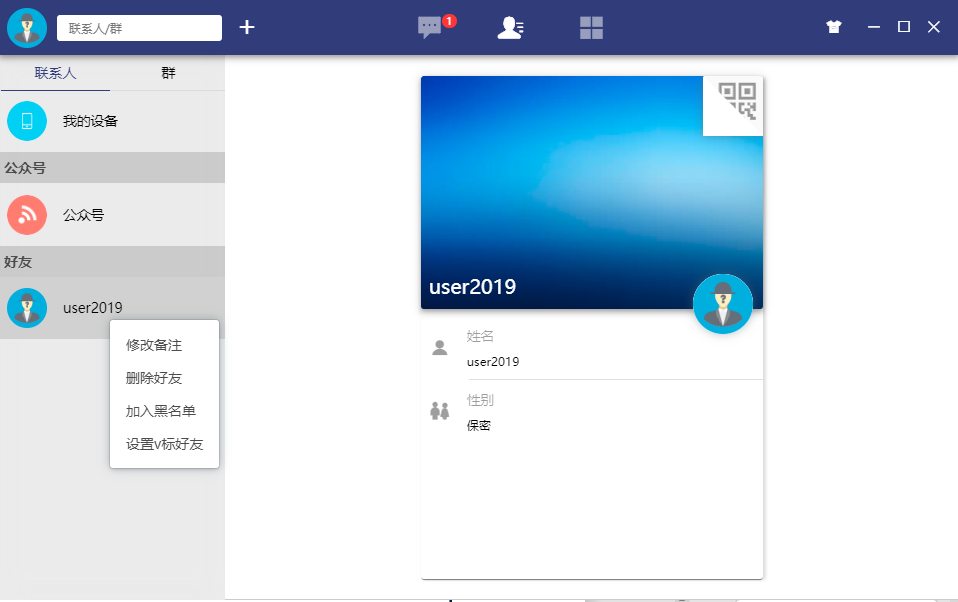 联系人/群
1
联系人
群
我的设备
公众号
公众号
好友
user2019
修改备注
删除好友
加入黑名单
设置v标好友
user2019
姓名
user2019
性别
保密